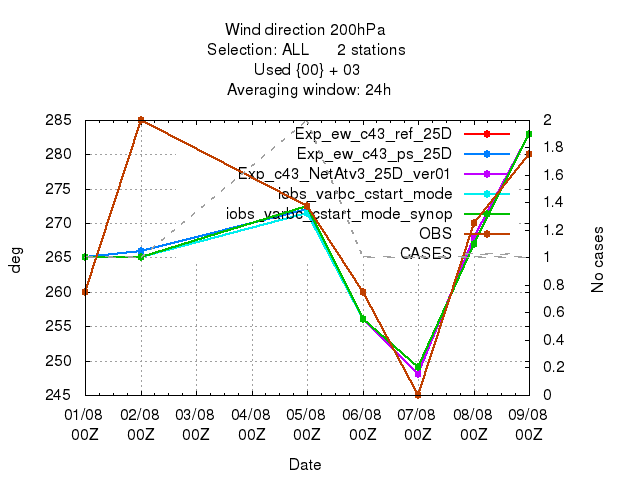 Wind direction 200hPa
Selection: ALL 2 stations
Used {00} + 03
Averaging window: 24h
285 2
280 1.8
275 1.6
270 1.4
265 1.2
260 1
255 0.8
250 0.6
245 0.4
0.2
0
Exp_ew_c43_ref_25D
Exp_ew_c43_ps_25D
Exp_c43_NetAtv3_25D_ver01
iobs_varbc_cstart_mode
iobs_varbc_cstart_mode_synop
OBS
CASES
deg
No cases
01/08 02/08 03/08 04/08 05/08 06/08 07/08 08/08 09/08
00Z 00Z 00Z 00Z 00Z 00Z 00Z 00Z 00Z
Date